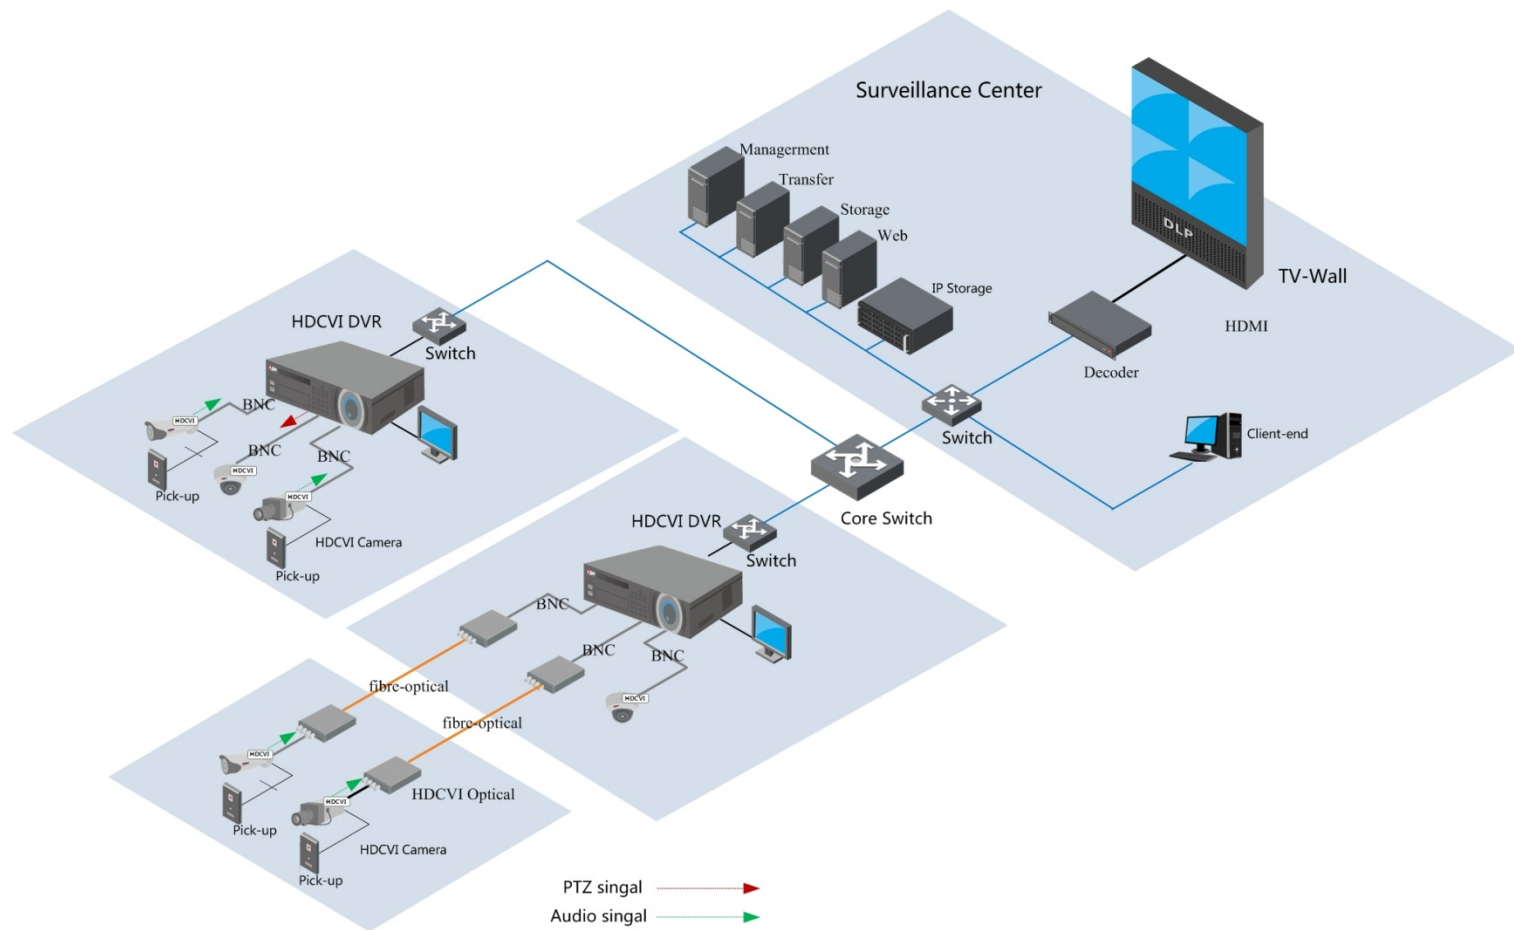 Surveillance Center
Managerment
Transfer
Storage
Web
IP Storage
DLP
TV-Wall
HDMI
Decoder
Switch
Client-end
Core Switch
HDCVI DVR
Switch
BNC
HDCVI
BNC
BNC
HDCVI
Pick-up
HDCVI
HDCVI Camera
Pick-up
HDCVI DVR
Switch
BNC
BNC
BNC
HDCVI
fibre-optical
fibre-optical
HDCVI
HDCVI
HDCVI Optical
Pick-up
HDCVI Camera
Pick-up
PTZ singal
Audio singal